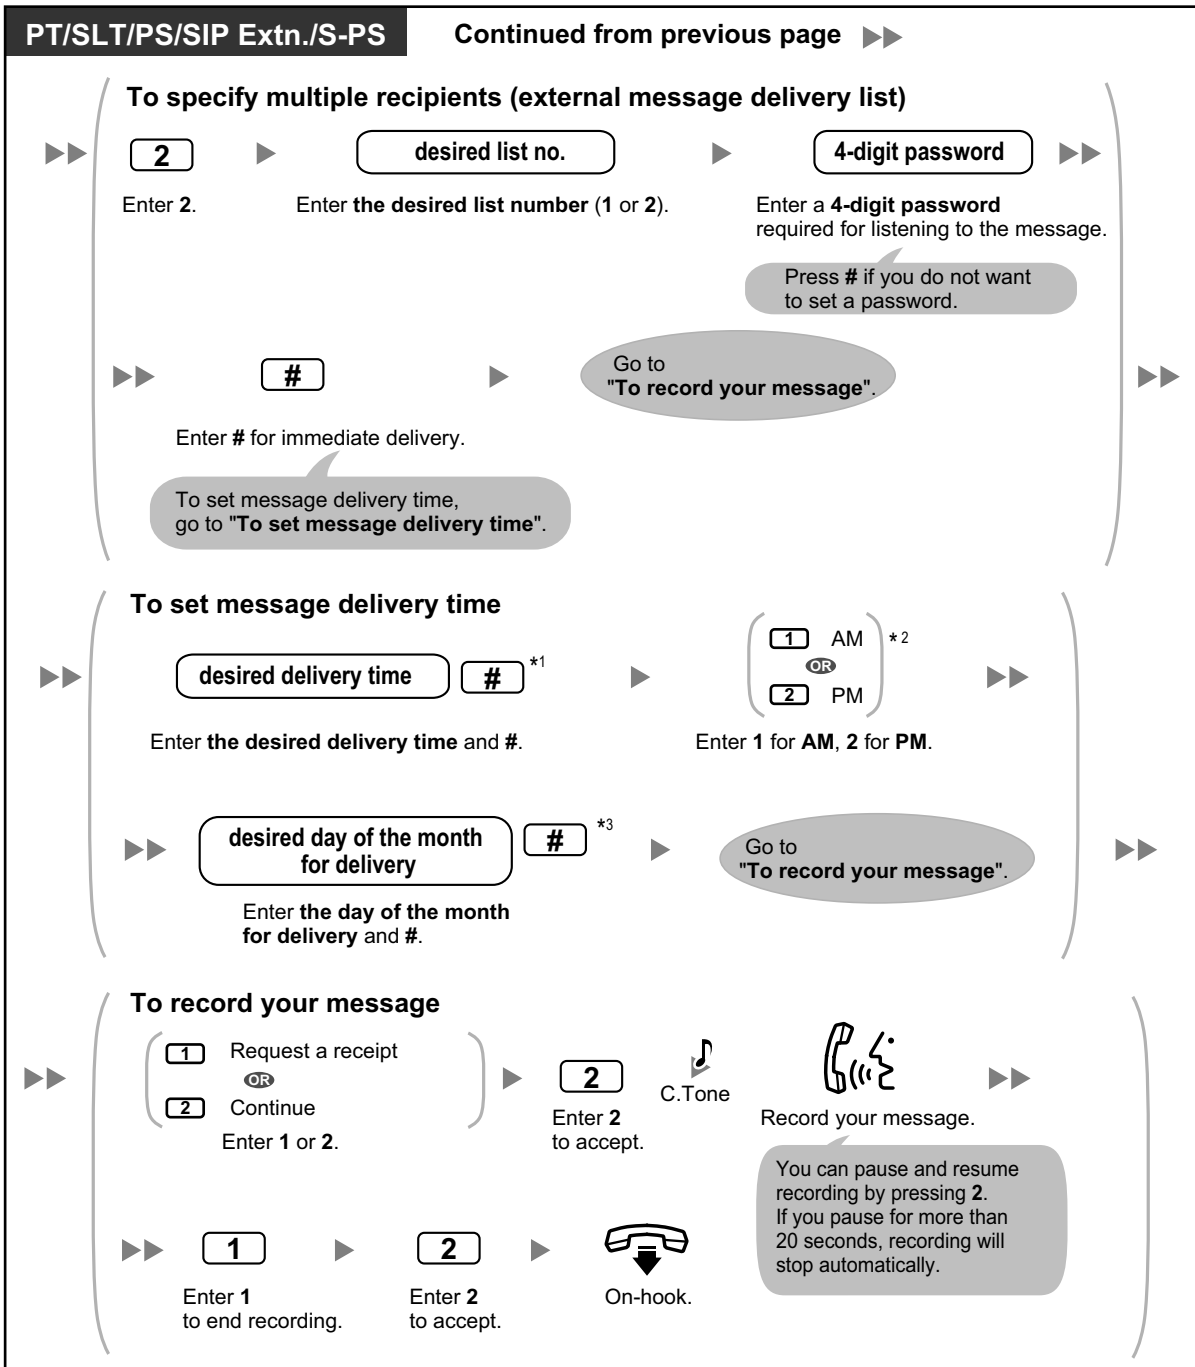 PT/SLT/PS/SIP Extn./S-PS Continued from previous page
To specify multiple recipients (external message delivery list)
2 desired list no. 4-digit password
Enter 2. Enter the desired list number (1 or 2). Enter a 4-digit password
required for listening to the message.
Press # if you do not want
to set a password.
#
Go to
"To record your message".
Enter # for immediate delivery.
To set message delivery time,
go to "To set message delivery time".
To set message delivery time
desired delivery time # *1
1 AM *2
OR
2 PM
Enter the desired delivery time and #. Enter 1 for AM, 2 for PM.
desired day of the month
for delivery
# *3
Go to
"To record your message".
Enter the day of the month
for delivery and #.
To record your message
1 Request a receipt
OR
2 Continue
Enter 1 or 2.
2
Enter 2
to accept.
C.Tone
Record your message.
You can pause and resume
recording by pressing 2.
If you pause for more than
20 seconds, recording will
stop automatically.
1
Enter 1
to end recording.
2
Enter 2
to accept.
On-hook.